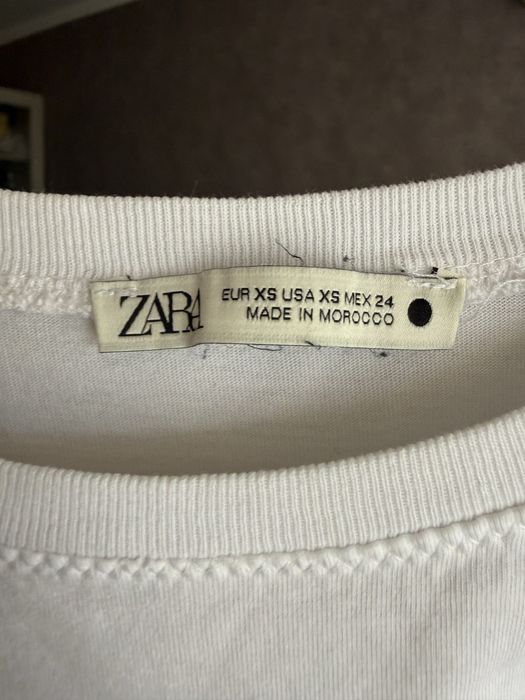 ZARA
EUR XS USA XS MEX 24
MADE IN MOROCCO